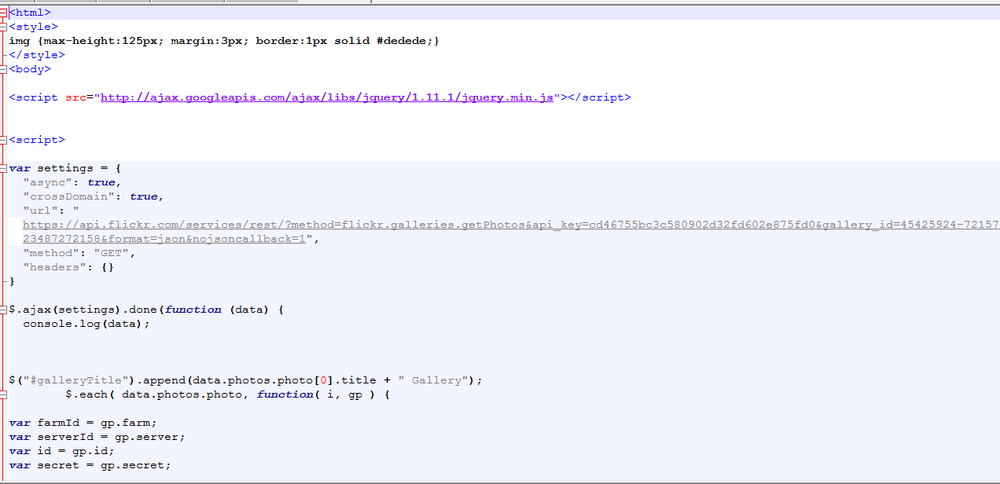 <html>
<style>
img {max-height:125px; margin:3px; border:1px solid #dedede;}
</style>
<body>
<script src="http://ajax.googleapis.com/ajax/libs/jquery/1.11.1/jquery.min.js"></script>
<script>
var settings = {
"async": true,
"crossDomain": true,
"url": "
https://api.flickr.com/services/rest/?method=flickr.galleries.getPhotos&api_key=cd46755bc3c580902d32fd602e875fd0&gallery_id=45425924-72157
23487272158&format=json&nojsoncallback=1",
"method": "GET",
"headers": {}
}
$.ajax(settings).done(function (data) {
console.log(data);
$("#galleryTitle").append(data.photos.photo[0].title + " Gallery");
$.each( data.photos.photo, function( i, gp ) {
var farmId = gp.farm;
var serverId = gp.server;
var id = gp.id;
var secret = gp.secret;